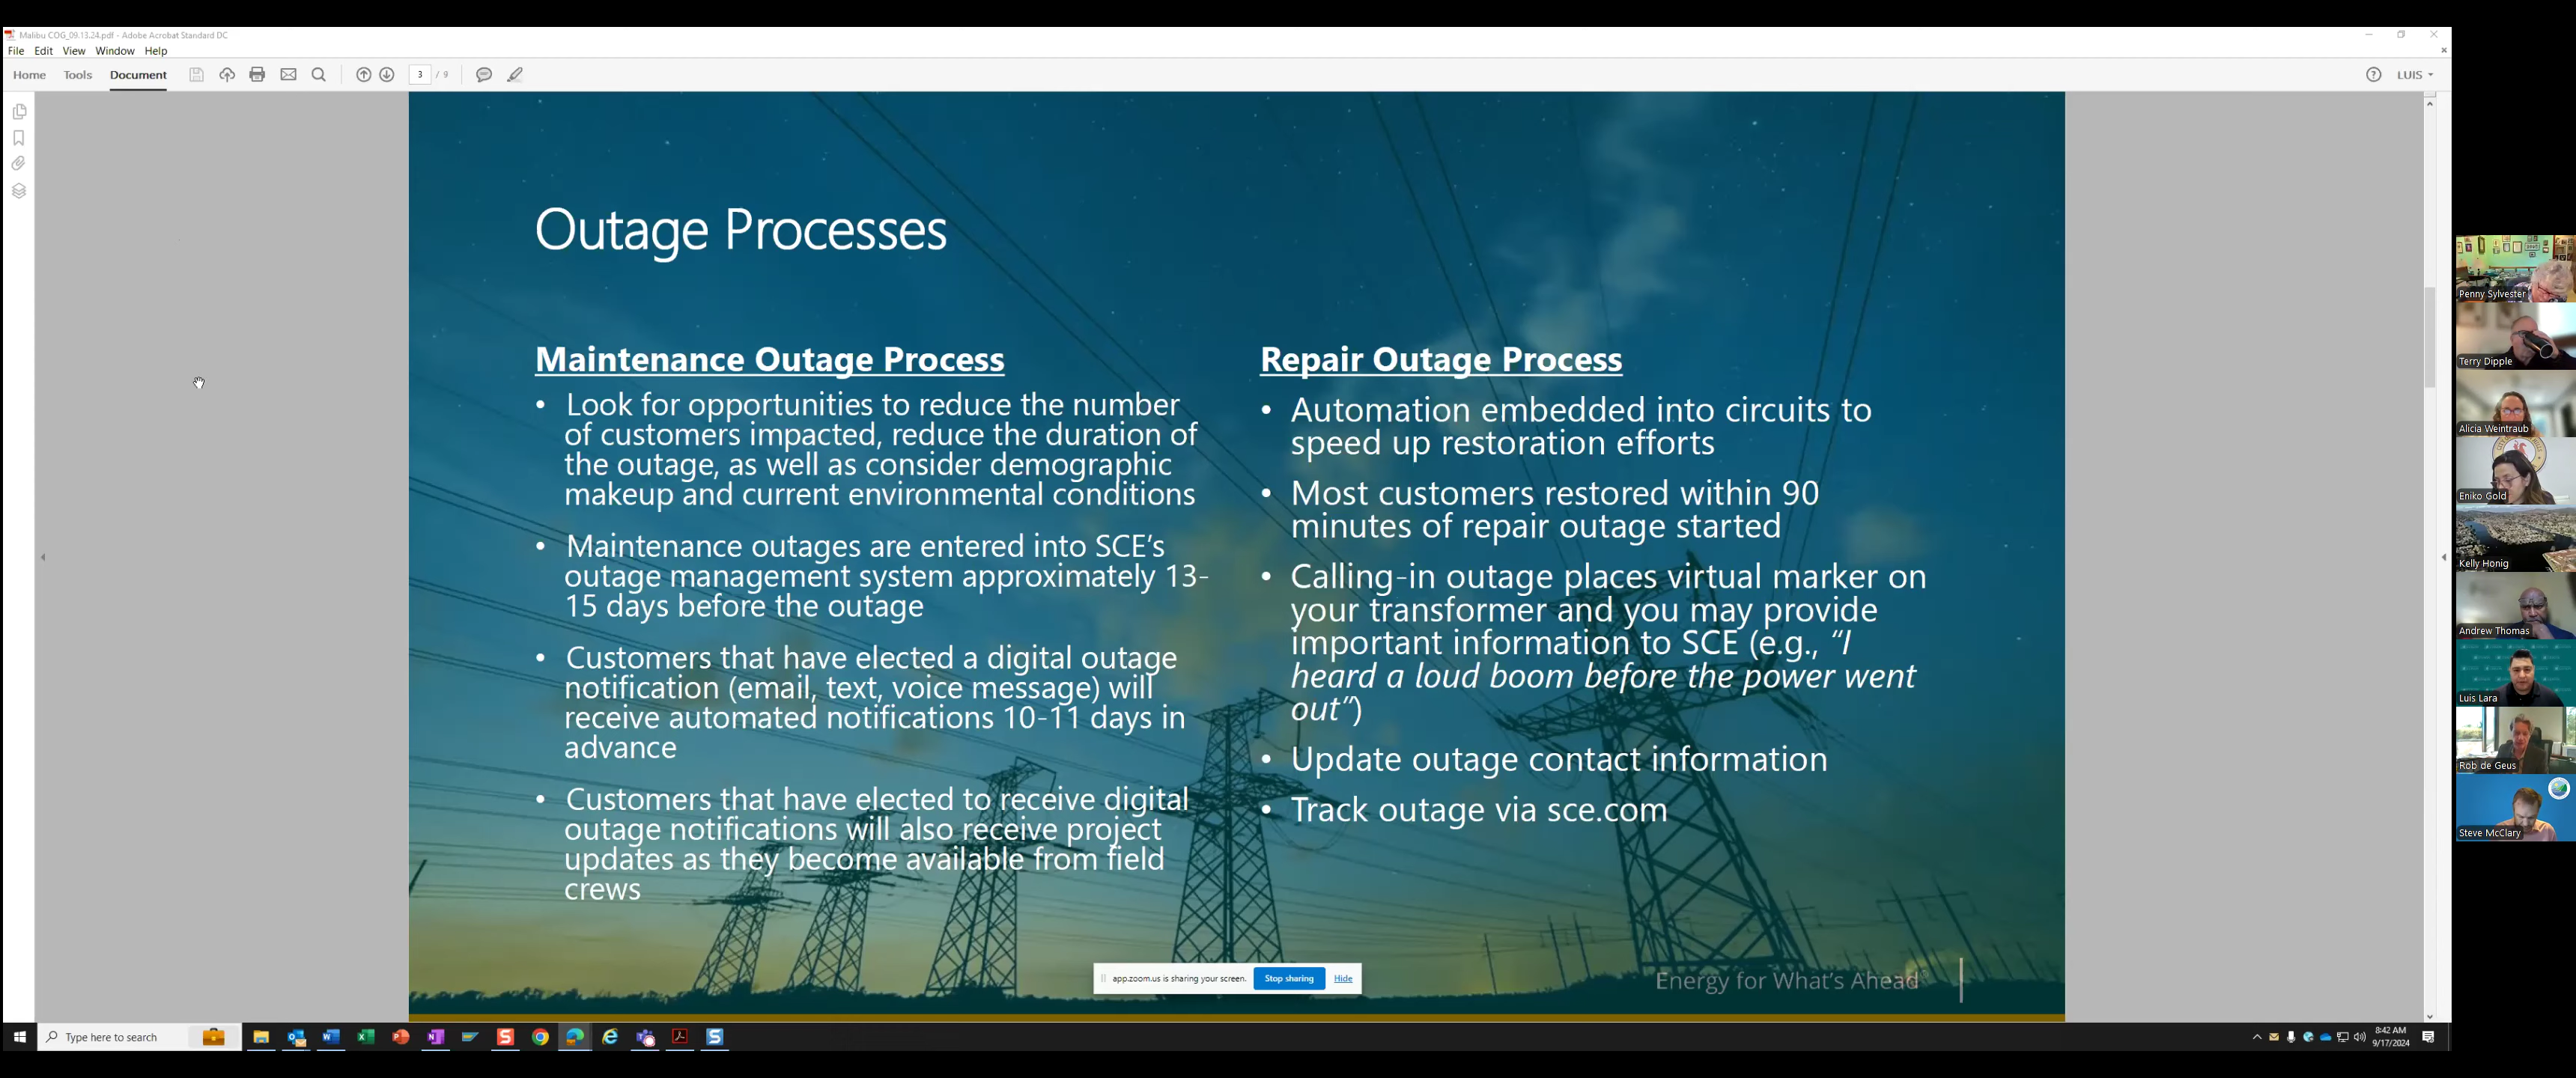 Malibu COG_09.13.24.pdf - Adobe Acrobat Standard DC
File Edit View Window Help
Home Tools Document 3 / 9 LUIS
Outage Processes
Maintenance Outage Process
• Look for opportunities to reduce the number
of customers impacted, reduce the duration of
the outage, as well as consider demographic
makeup and current environmental conditions
• Maintenance outages are entered into SCE’s
outage management system approximately 13-
15 days before the outage
• Customers that have elected a digital outage
notification (email, text, voice message) will
receive automated notifications 10-11 days in
advance
• Customers that have elected to receive digital
outage notifications will also receive project
updates as they become available from field
crews
Repair Outage Process
• Automation embedded into circuits to
speed up restoration efforts
• Most customers restored within 90
minutes of repair outage started
• Calling-in outage places virtual marker on
your transformer and you may provide
important information to SCE (e.g., “I
heard a loud boom before the power went
out”)
• Update outage contact information
• Track outage via sce.com
Energy for What’s Ahead®
app.zoom.us is sharing your screen. Stop sharing Hide
Penny Sylvester
Terry Dipple
Alicia Weintraub
Eniko Gold
Kelly Honig
Andrew Thomas
Luis Lara
Rob de Geus
Steve McClary
Type here to search
8:42 AM
9/17/2024